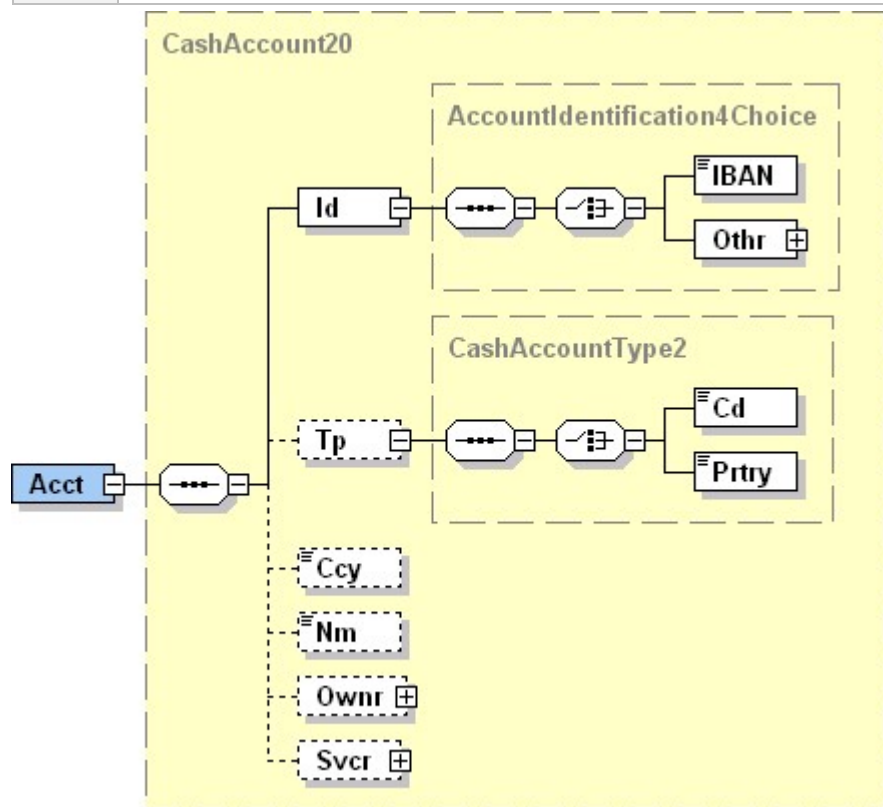 CashAccount20
AccountIdentification4Choice
IBAN
Id
Othr
CashAccountType2
Cd
Tp
Prtry
Acct
Ccy
Nm
Ownr
Svcr